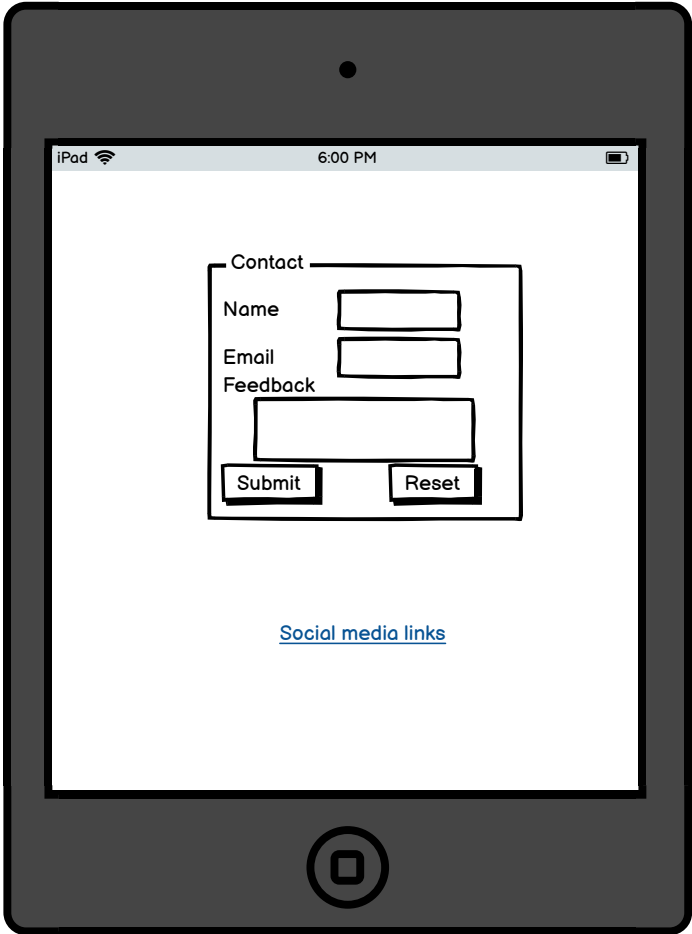 iPad 6:00 PM
Contact
Name
Email
Feedback
Submit Reset
Social media links